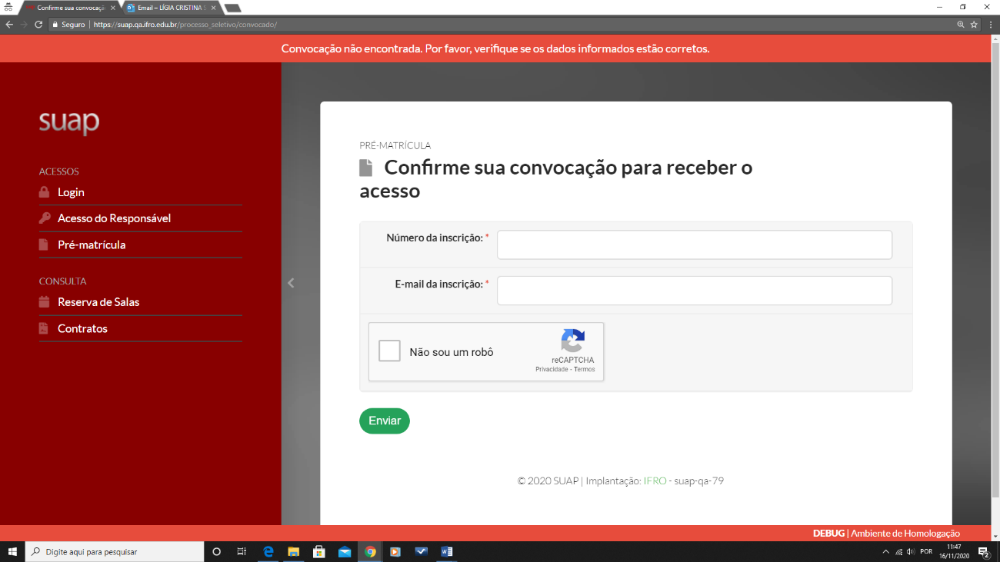 Confirme sua convocaçã
Email – LÍGIA CRISTINA S
Seguro | https://suap.qa.ifro.edu.br/processo_seletivo/convocado/
Convocação não encontrada. Por favor, verifique se os dados informados estão corretos.
suap
ACESSOS
Login
Acesso do Responsável
Pré-matrícula
CONSULTA
Reserva de Salas
Contratos
PRÉ-MATRÍCULA
Confirme sua convocação para receber o
acesso
Número da inscrição: *
E-mail da inscrição: *
Não sou um robô
reCAPTCHA
Privacidade - Termos
Enviar
© 2020 SUAP | Implantação: IFRO - suap-qa-79
DEBUG | Ambiente de Homologação
Digite aqui para pesquisar
POR
11:47
16/11/2020
2